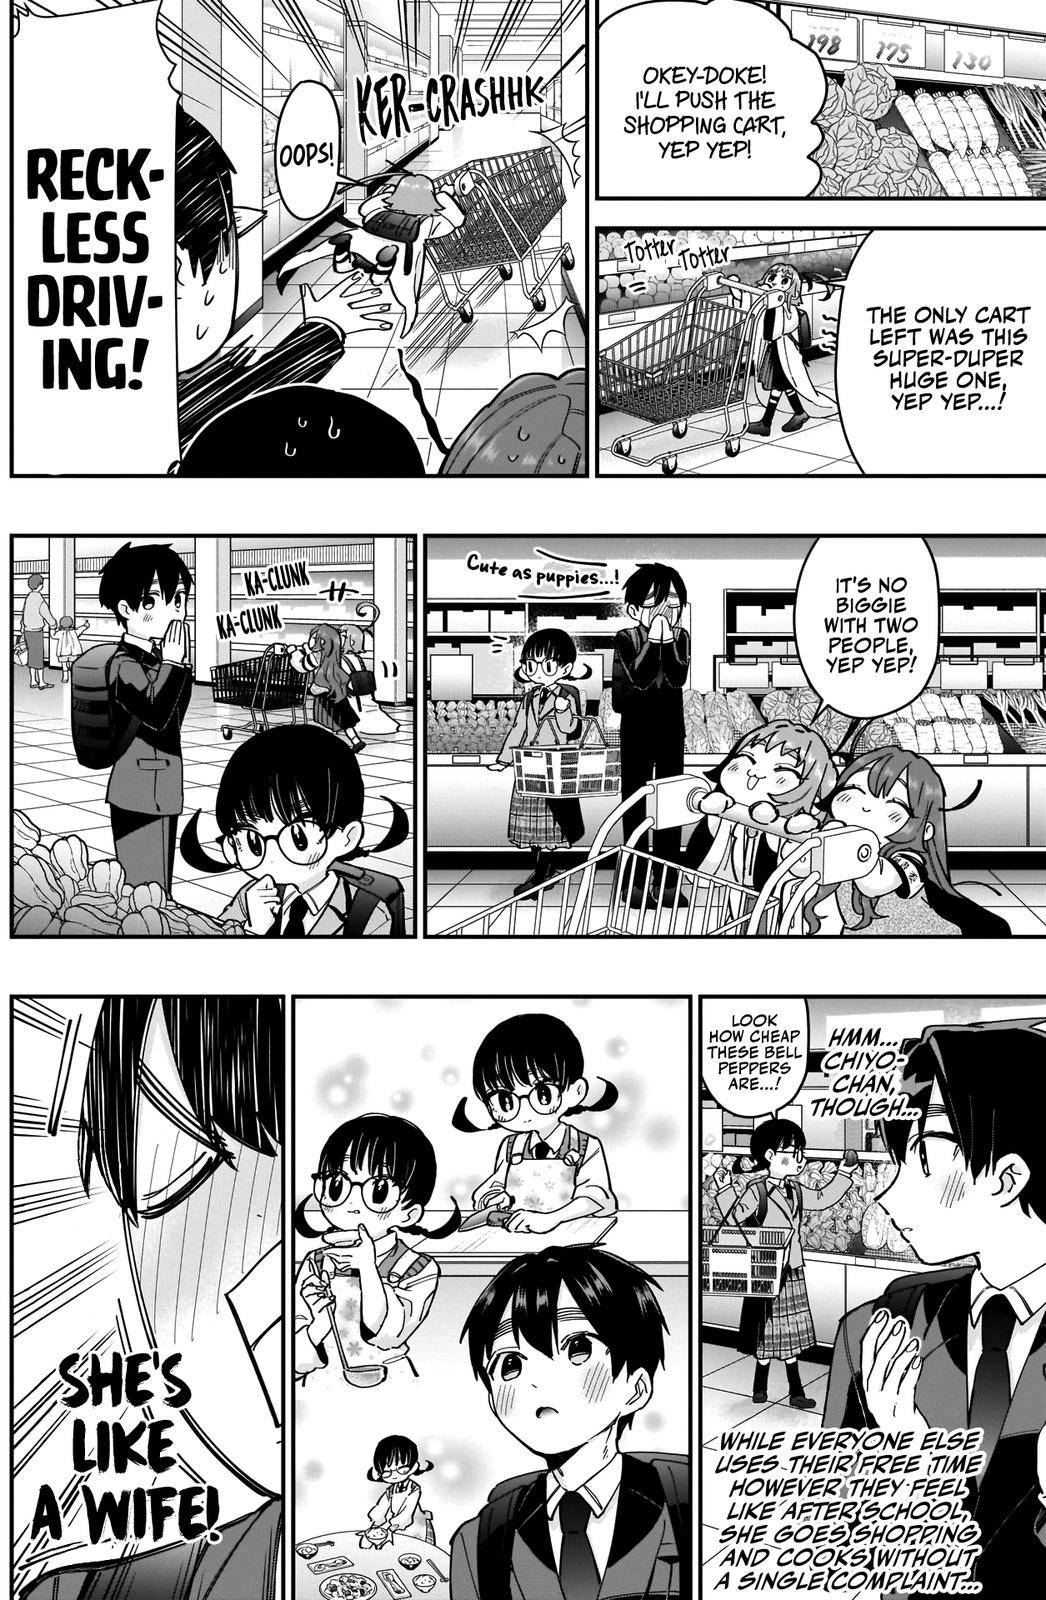 198
175
130
OKEY-DOKE!
I'LL PUSH THE
SHOPPING CART,
YEP YEP!
Totter
Totter
THE ONLY CART
LEFT WAS THIS
SUPER-DUPER
HUGE ONE,
YEP YEP...!
KER-CRASHHK
OOPS!
RECK-
LESS
DRIV-
ING!
IT'S NO
BIGGIE
WITH TWO
PEOPLE,
YEP YEP!
Cute as puppies...!
KA-CLUNK
KA-CLUNK
HMM...
CHIYO-
CHAN,
THOUGH...
LOOK
HOW CHEAP
THESE BELL
PEPPERS
ARE...!
WHILE EVERYONE ELSE
USES THEIR FREE TIME
HOWEVER THEY FEEL
LIKE AFTER SCHOOL,
SHE GOES SHOPPING
AND COOKS WITHOUT
A SINGLE COMPLAINT...
SHE'S
LIKE
A WIFE!